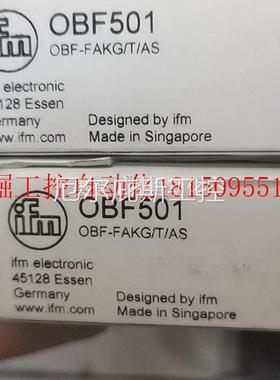 ifm
OBF501
OBF-FAKG/T/AS
ifm electronic
45128 Essen
Germany
www.ifm.com
Designed by ifm
Made in Singapore
ifm
OBF501
OBF-FAKG/T/AS
ifm electronic
45128 Essen
Germany
www.ifm.com
Designed by ifm
Made in Singapore